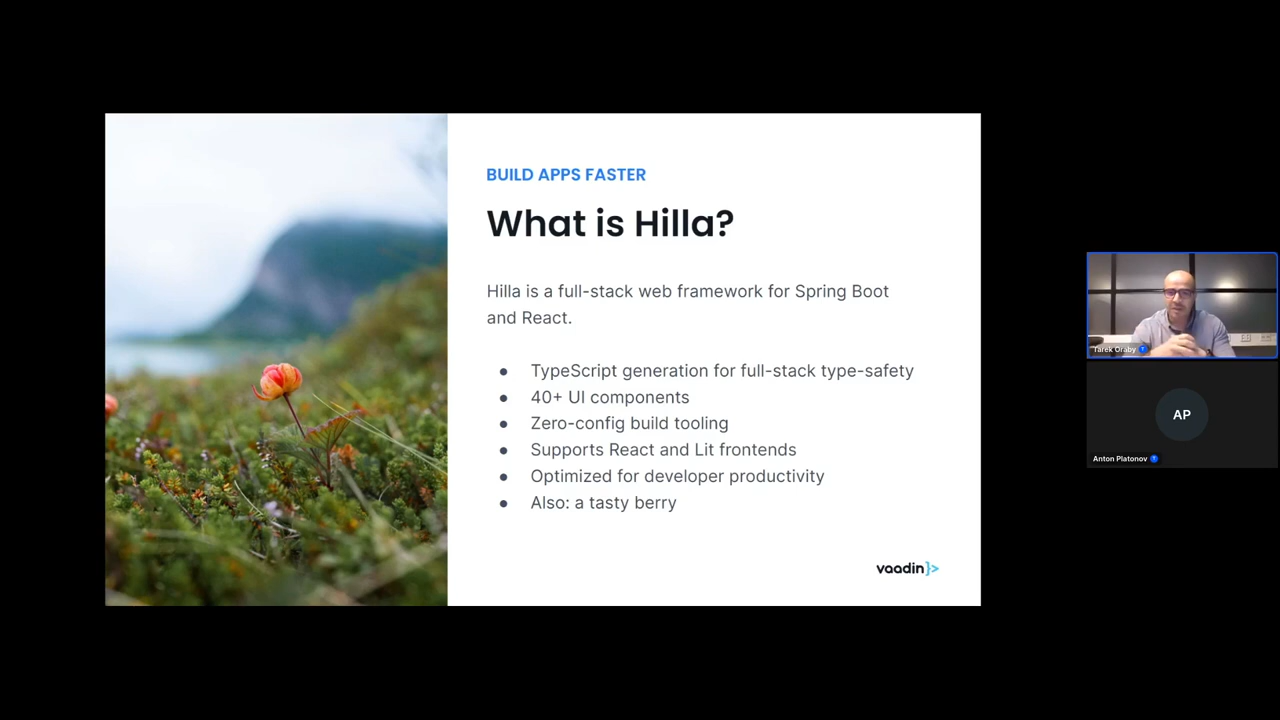 BUILD APPS FASTER
What is Hilla?
Hilla is a full-stack web framework for Spring Boot
and React.
● TypeScript generation for full-stack type-safety
● 40+ UI components
● Zero-config build tooling
● Supports React and Lit frontends
● Optimized for developer productivity
● Also: a tasty berry
vaadin}>
Tarek Oraby
AP
Anton Platonov